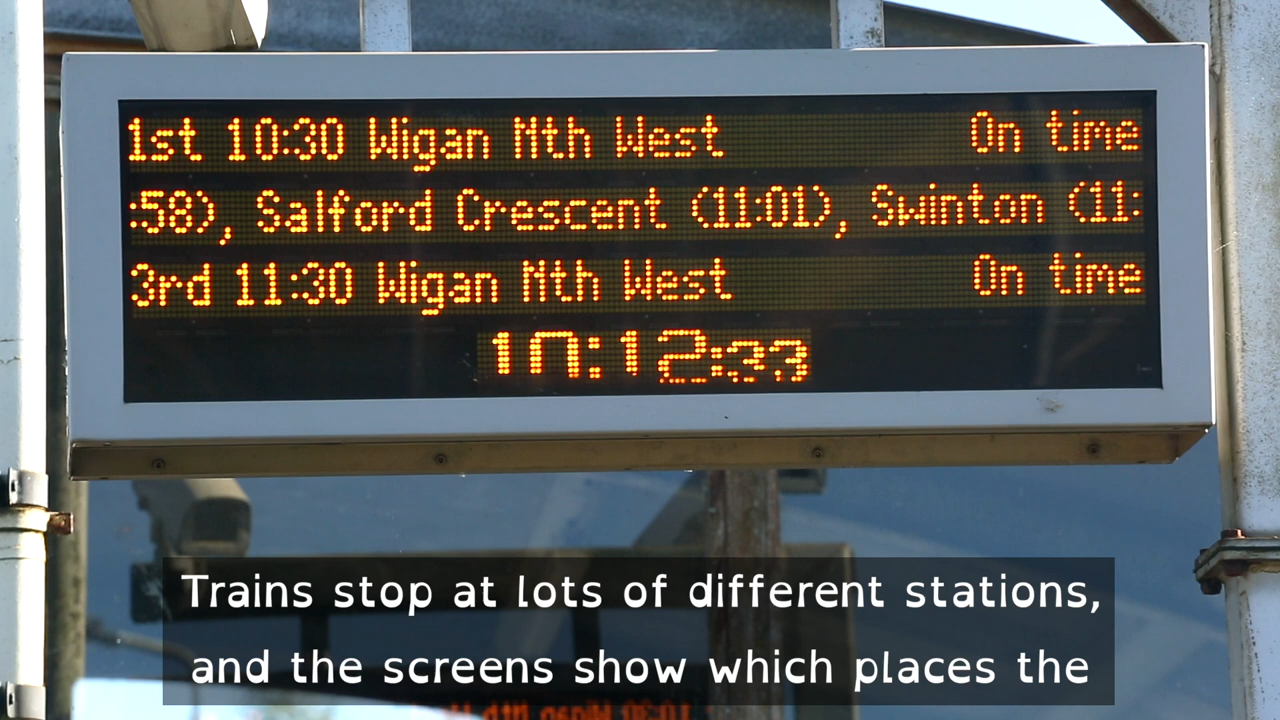 1st 10:30 Wigan Nth West On time
:58), Salford Crescent (11:01), Swinton (11:
3rd 11:30 Wigan Nth West On time
10:12:33
Trains stop at lots of different stations,
and the screens show which places the